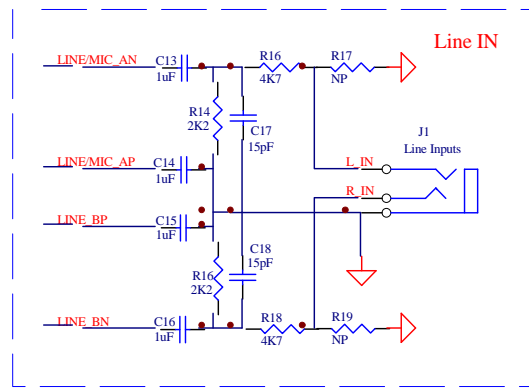 Line IN
LINE/MIC_AN
C13
1uF
R16
4K7
R17
NP
R14
2K2
C17
15pF
J1
Line Inputs
LINE/MIC_AP
C14
1uF
L_IN
R_IN
LINE_BP
C15
1uF
C18
15pF
R16
2K2
LINE_BN
C16
1uF
R18
4K7
R19
NP